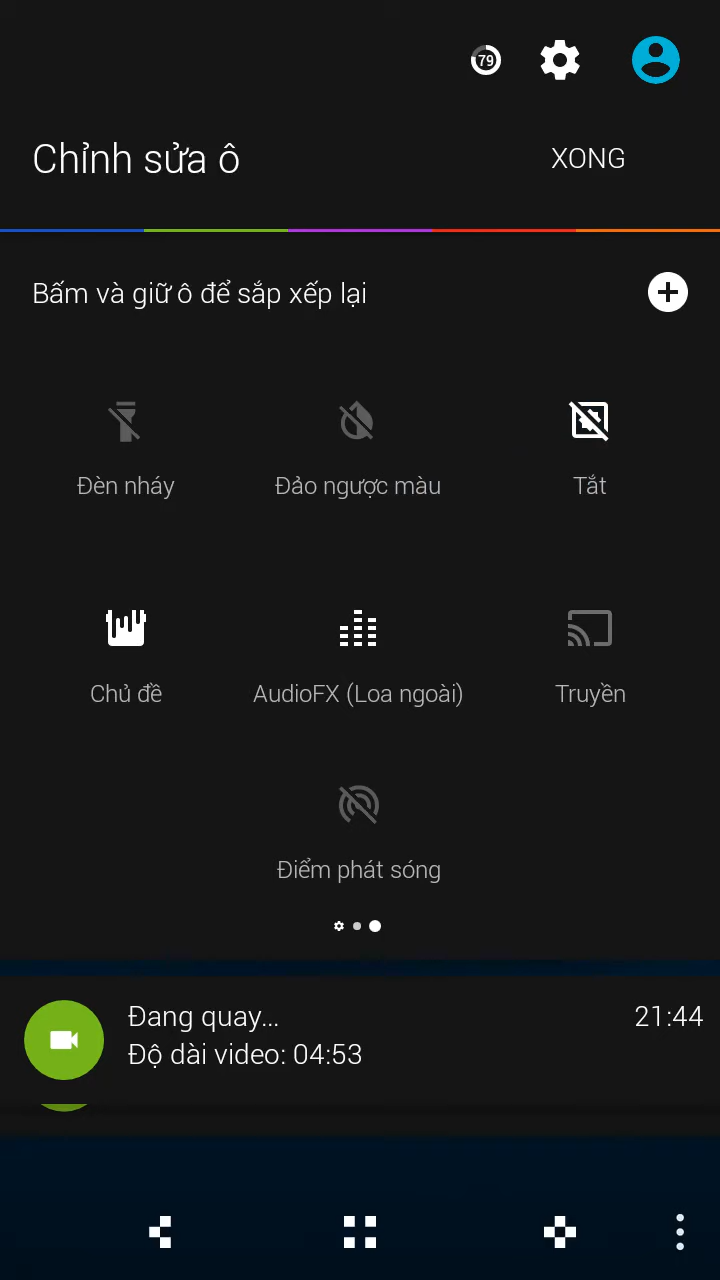 79
Chỉnh sửa ô
XONG
Bấm và giữ ô để sắp xếp lại
Đèn nháy
Đảo ngược màu
Tắt
Chủ đề
AudioFX (Loa ngoài)
Truyền
Điểm phát sóng
Đang quay...
21:44
Độ dài video: 04:53